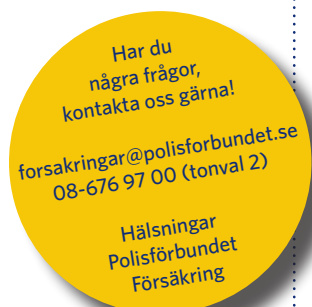 Har du
några frågor,
kontakta oss gärna!
forsakringar@polisforbundet.se
08-676 97 00 (tonval 2)
Hälsningar
Polisförbundet
Försäkring